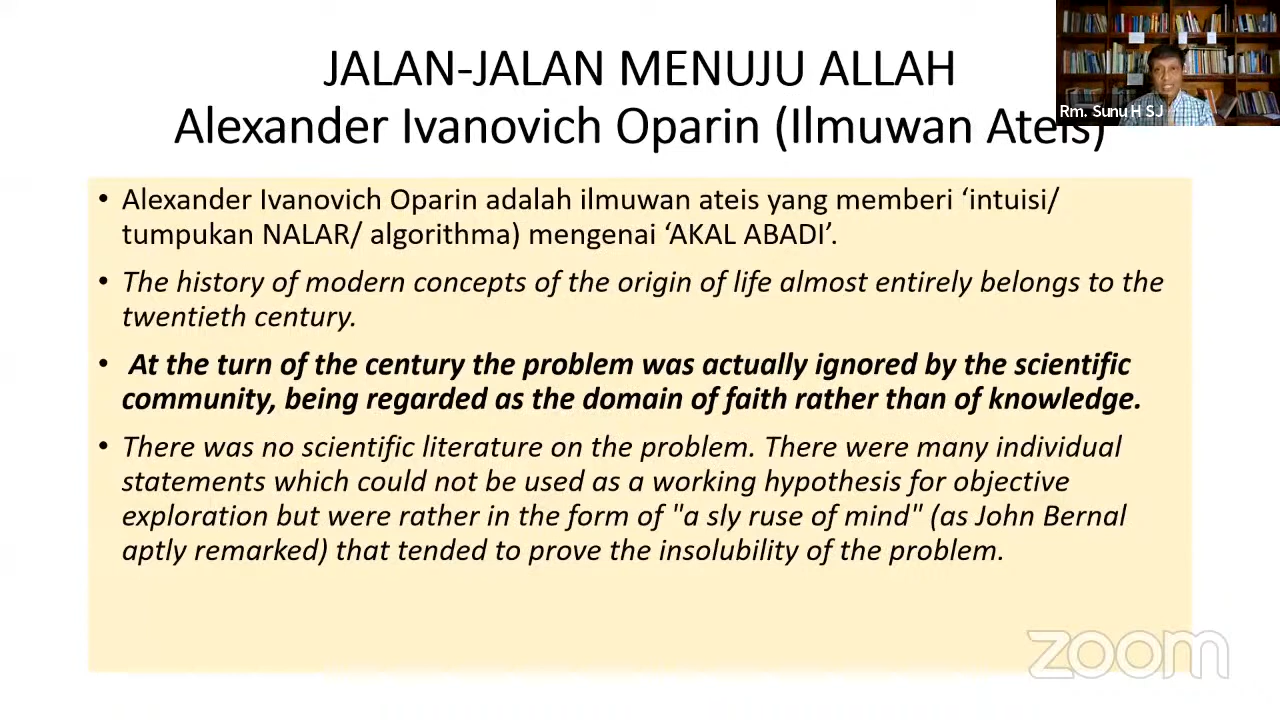 JALAN-JALAN MENUJU ALLAH
Alexander Ivanovich Oparin (Ilmuwan Ateis)
Rm. Sunu H S J
• Alexander Ivanovich Oparin adalah ilmuwan ateis yang memberi ‘intuisi/
tumpukan NALAR/ algorithma) mengenai ‘AKAL ABADI’.
• The history of modern concepts of the origin of life almost entirely belongs to the
twentieth century.
• At the turn of the century the problem was actually ignored by the scientific
community, being regarded as the domain of faith rather than of knowledge.
• There was no scientific literature on the problem. There were many individual
statements which could not be used as a working hypothesis for objective
exploration but were rather in the form of "a sly ruse of mind" (as John Bernal
aptly remarked) that tended to prove the insolubility of the problem.
zoom